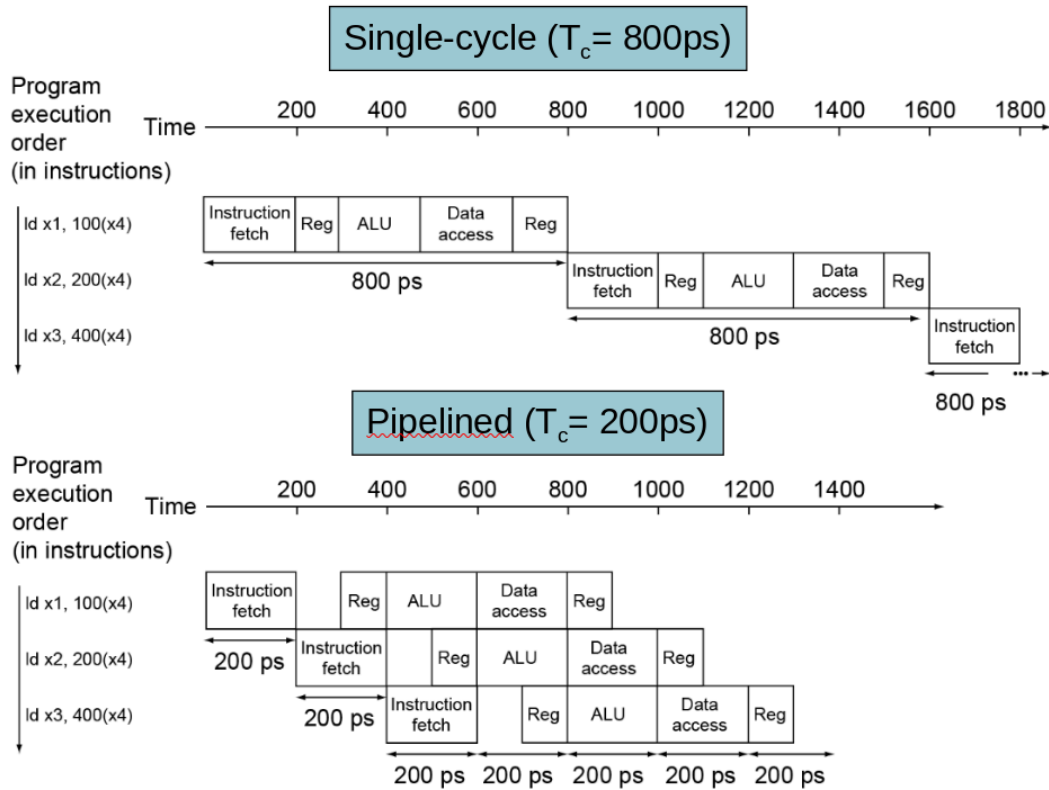 Single-cycle (Tc= 800ps)
Program
execution
order
(in instructions)
Time
200 400 600 800 1000 1200 1400 1600 1800
ld x1, 100(x4)
Instruction
fetch
Reg
ALU
Data
access
Reg
800 ps
ld x2, 200(x4)
Instruction
fetch
Reg
ALU
Data
access
Reg
800 ps
ld x3, 400(x4)
Instruction
fetch
...
800 ps
Pipelined (Tc= 200ps)
Program
execution
order
(in instructions)
Time
200 400 600 800 1000 1200 1400
ld x1, 100(x4)
Instruction
fetch
Reg
ALU
Data
access
Reg
200 ps
ld x2, 200(x4)
Instruction
fetch
Reg
ALU
Data
access
Reg
200 ps
ld x3, 400(x4)
Instruction
fetch
Reg
ALU
Data
access
Reg
200 ps 200 ps 200 ps 200 ps 200 ps